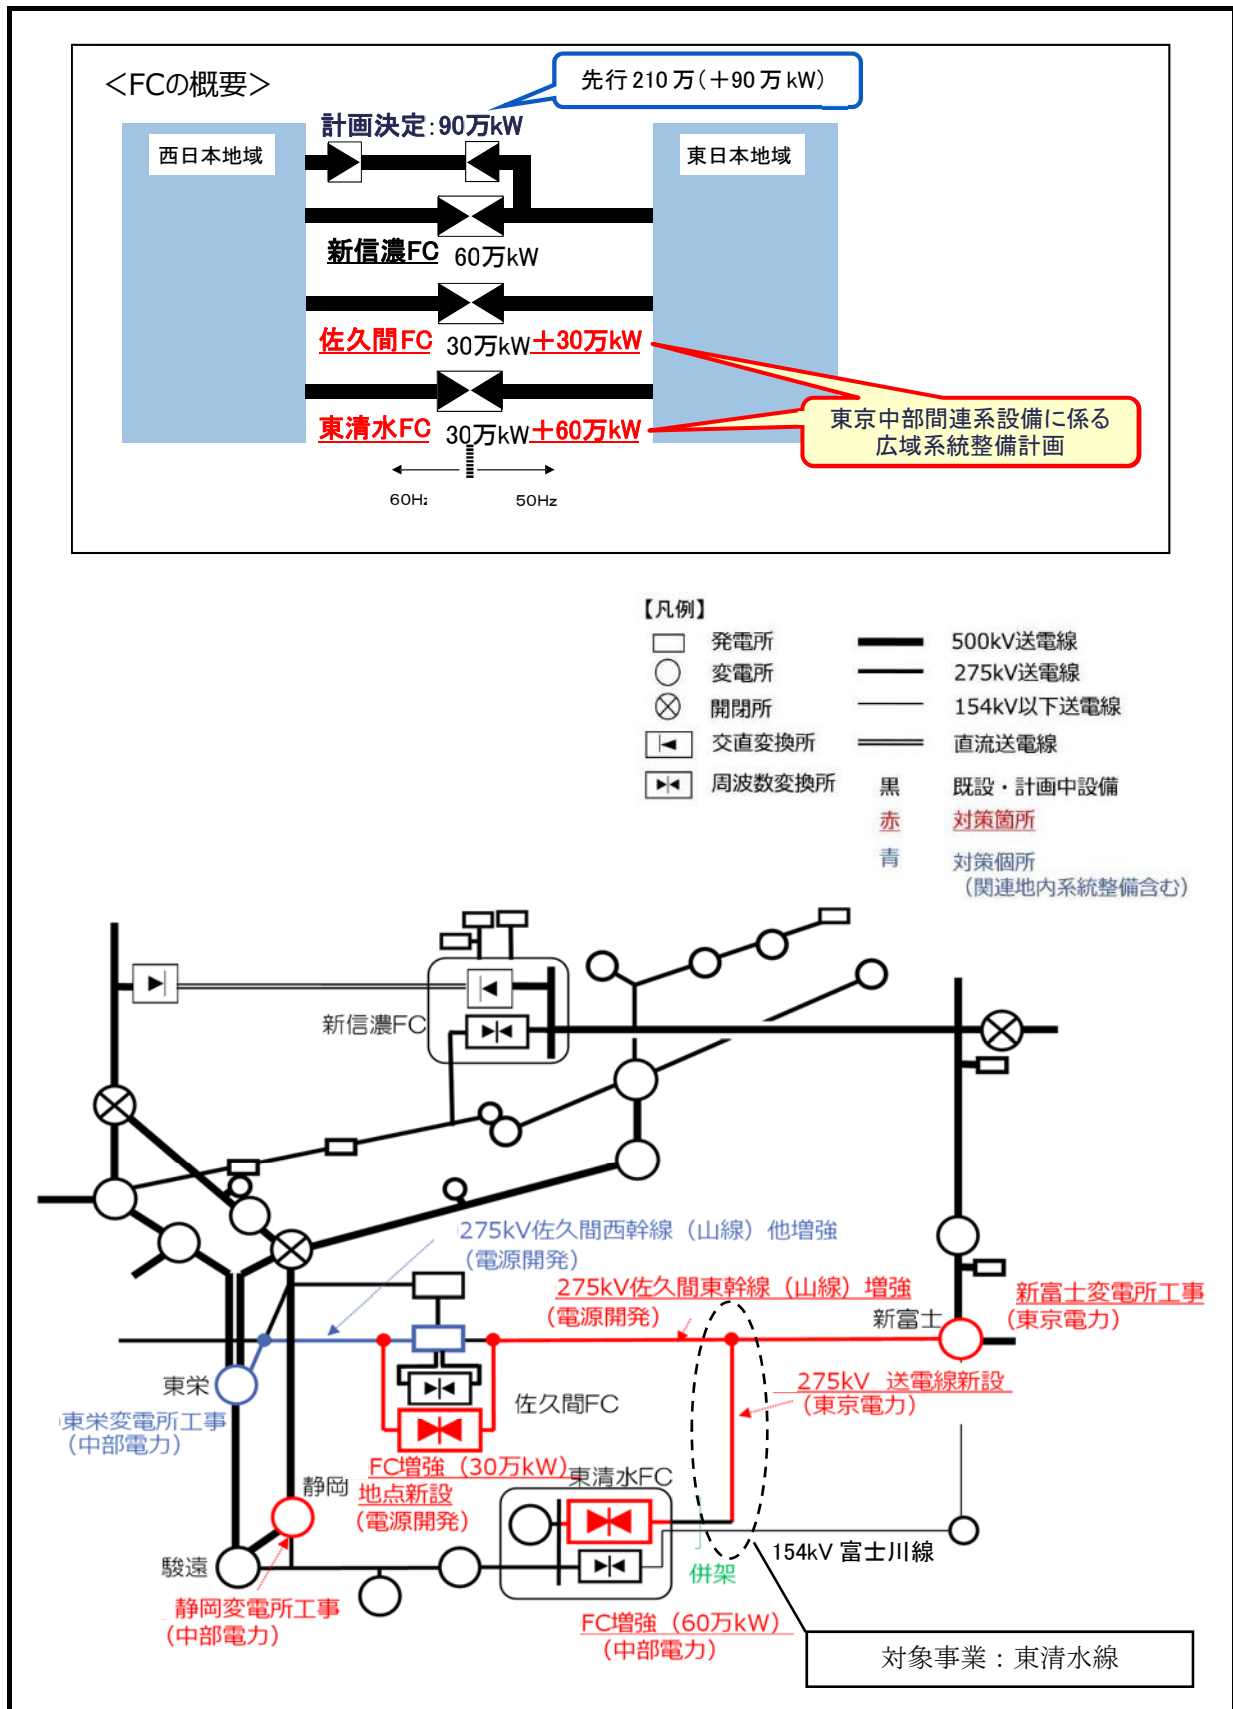 ＜FCの概要＞
先行210万（＋90万kW）
計画決定：90万kW
西日本地域
東日本地域
新信濃FC 60万kW
佐久間FC 30万kW＋30万kW
東清水FC 30万kW＋60万kW
東京中部間連系設備に係る
広域系統整備計画
60Hz
50Hz
【凡例】
発電所
500kV送電線
変電所
275kV送電線
開閉所
154kV以下送電線
交直変換所
直流送電線
周波数変換所
黒 既設・計画中設備
赤 対策箇所
青 対策個所
（関連地内系統整備含む）
新信濃FC
275kV佐久間西幹線（山線）他増強
（電源開発）
275kV佐久間東幹線（山線）増強
（電源開発）
新富士
新富士変電所工事
（東京電力）
東栄
東栄変電所工事
（中部電力）
佐久間FC
275kV 送電線新設
（東京電力）
FC増強（30万kW）
地点新設
（電源開発）
静岡
東清水FC
駿遠
静岡変電所工事
（中部電力）
併架
154kV 富士川線
FC増強（60万kW）
（中部電力）
対象事業：東清水線